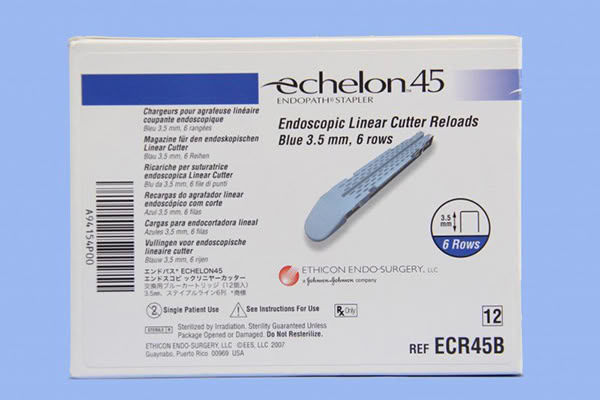 echelon 45
ENDOPATH® STAPLER
Endoscopic Linear Cutter Reloads
Blue 3.5 mm, 6 rows
Chargeurs pour agrafeuse linéaire
coupante endoscopique
Bleu 3.5 mm, 6 rangées
Magazine für den endoskopischen
Linear Cutter
Blau 3.5 mm, 6 Reihen
Ricariche per suturatrice
endoscopica Linear Cutter
Blu da 3.5 mm, 6 file di punti
Recargas do agrafador linear
endoscópico com corte
Azul 3.5 mm, 6 filas
Cargas para endocortadora lineal
Azules 3.5 mm, 6 filas
Vullingen voor endoscopische
lineaire cutter
Blauw 3.5 mm, 6 rijen
エンドパス® ECHELON45
エンドスコピックリニヤーカッター
交換用ブルーカートリッジ (12個入)
3.5㎜, ステイプルライン6列
A94154P00
3.5
mm
6 Rows
ETHICON ENDO-SURGERY, LLC
a Johnson & Johnson company
2 Single Patient Use
See Instructions For Use
Rx Only
STERILE R
Sterilized by Irradiation. Sterility Guaranteed Unless
Package Opened or Damaged. Do Not Resterilize.
ETHICON ENDO-SURGERY, LLC ©EES, LLC 2007
Guaynabo, Puerto Rico 00969 USA
12
REF ECR45B